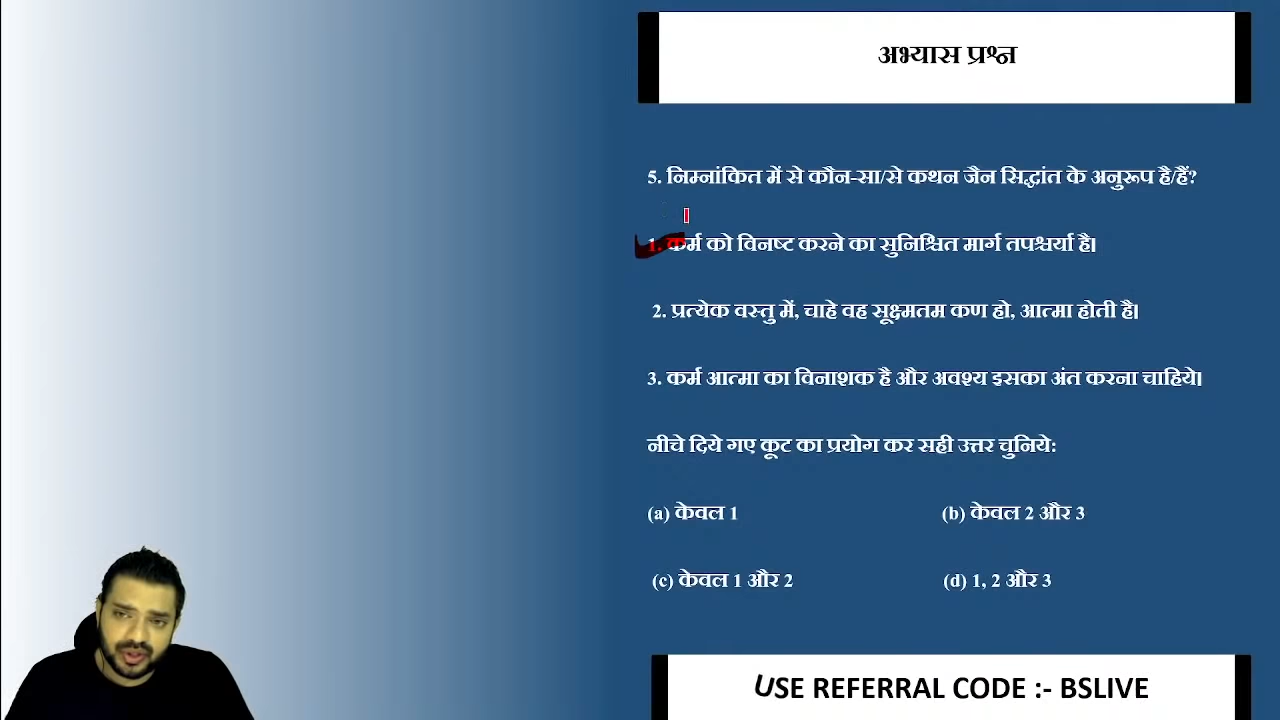 अभ्यास प्रश्न
5. निम्नांकित में से कौन-सा/से कथन जैन सिद्धांत के अनुरूप है/हैं?
1. कर्म को विनष्ट करने का सुनिश्चित मार्ग तपश्चर्या है।
2. प्रत्येक वस्तु में, चाहे वह सूक्ष्मतम कण हो, आत्मा होती है।
3. कर्म आत्मा का विनाशक है और अवश्य इसका अंत करना चाहिये।
नीचे दिये गए कूट का प्रयोग कर सही उत्तर चुनिये:
(a) केवल 1 (b) केवल 2 और 3
(c) केवल 1 और 2 (d) 1, 2 और 3
USE REFERRAL CODE :- BSLIVE